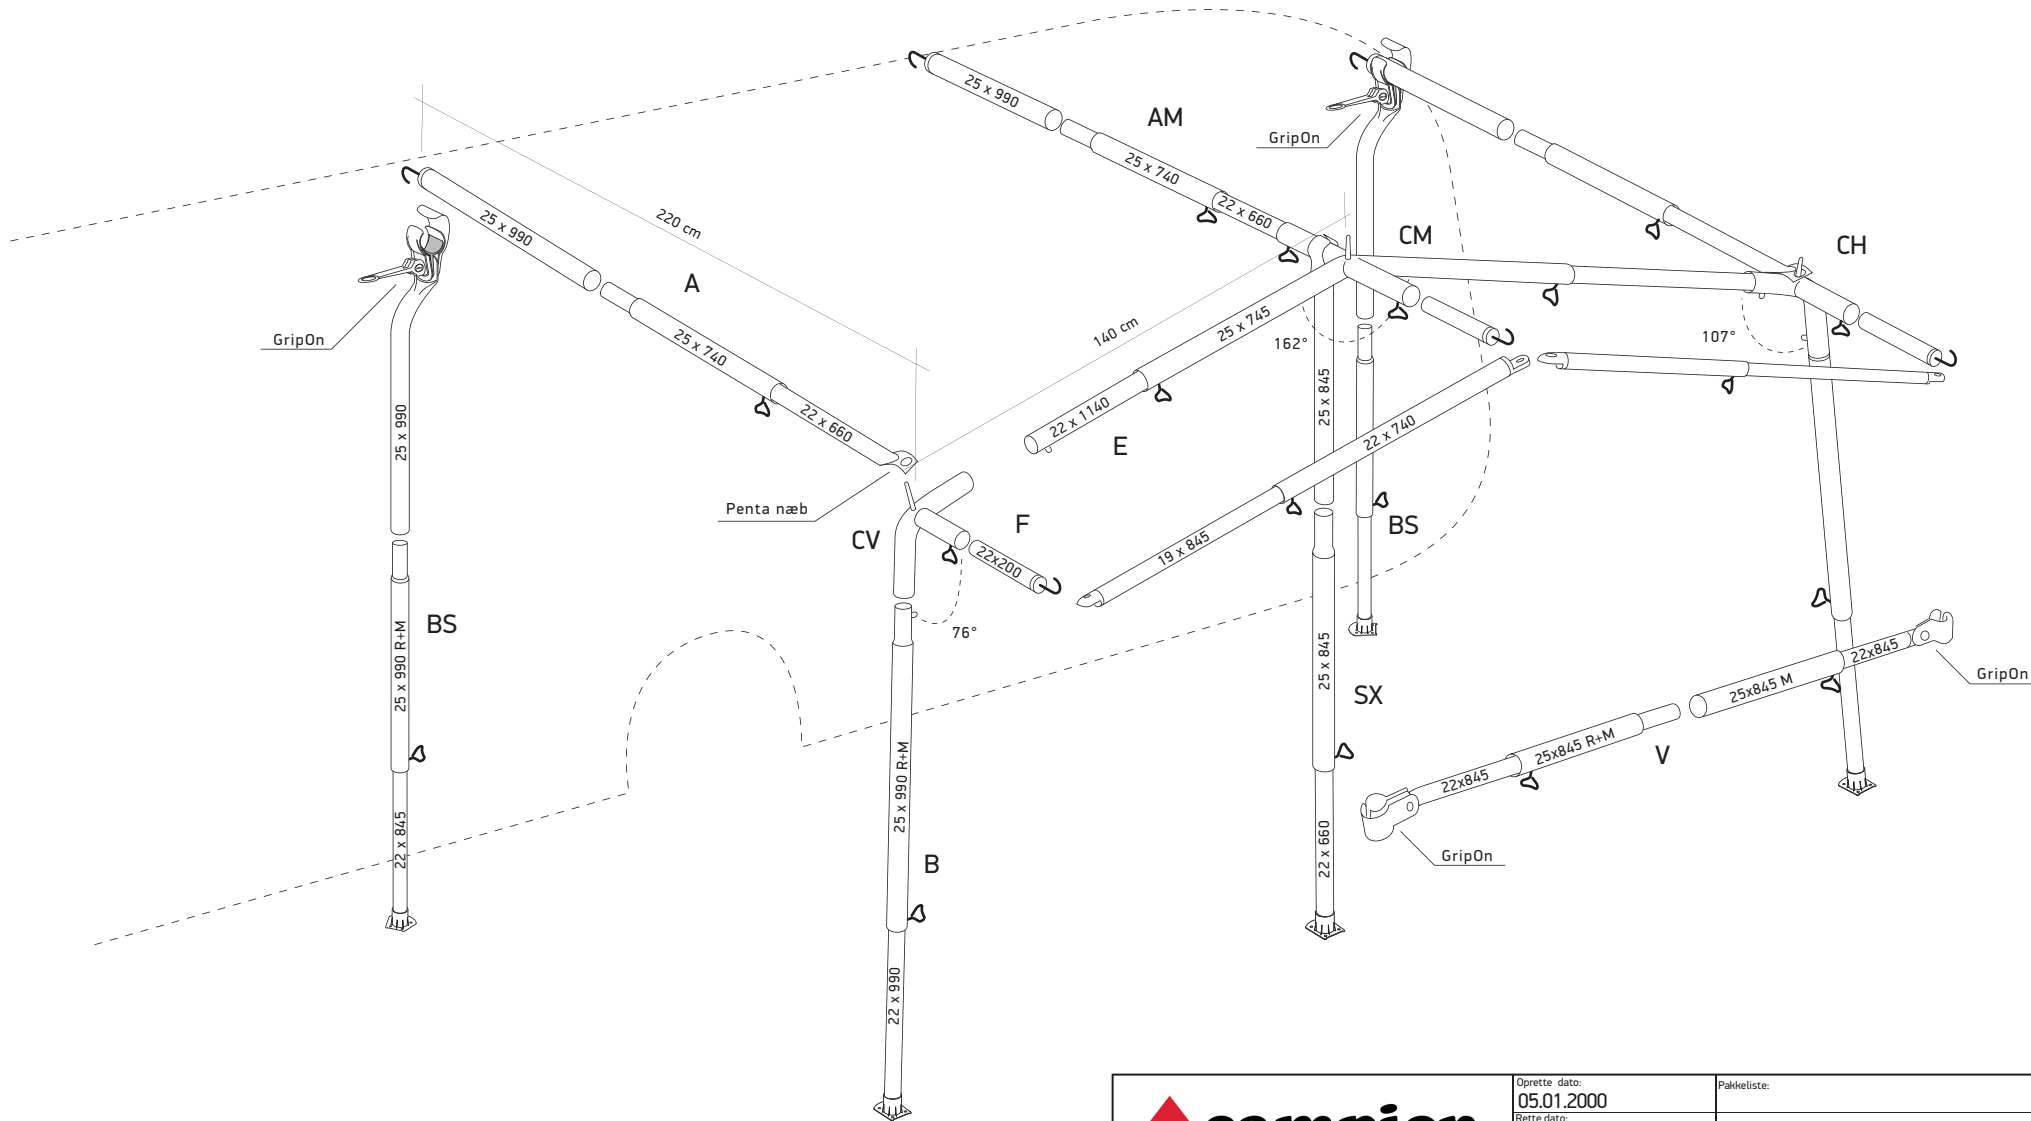 25 x 990
AM
GripOn
25 x 740
22 x 660
220 cm
25 x 990
CM
CH
A
GripOn
25 x 740
140 cm
25 x 745
162°
107°
22 x 660
25 x 990
25 x 845
22 x 1140
E
22 x 740
Penta næb
F
CV
22x200
19 x 845
BS
BS
25 x 990 R+M
76°
25 x 845
SX
22x845
GripOn
25x845 M
25x845 R+M
V
22x845
25 x 990 R+M
22 x 845
22 x 660
GripOn
B
22 x 990
Oprette dato:
05.01.2000
Pakkeliste:
Rette dato:
campion